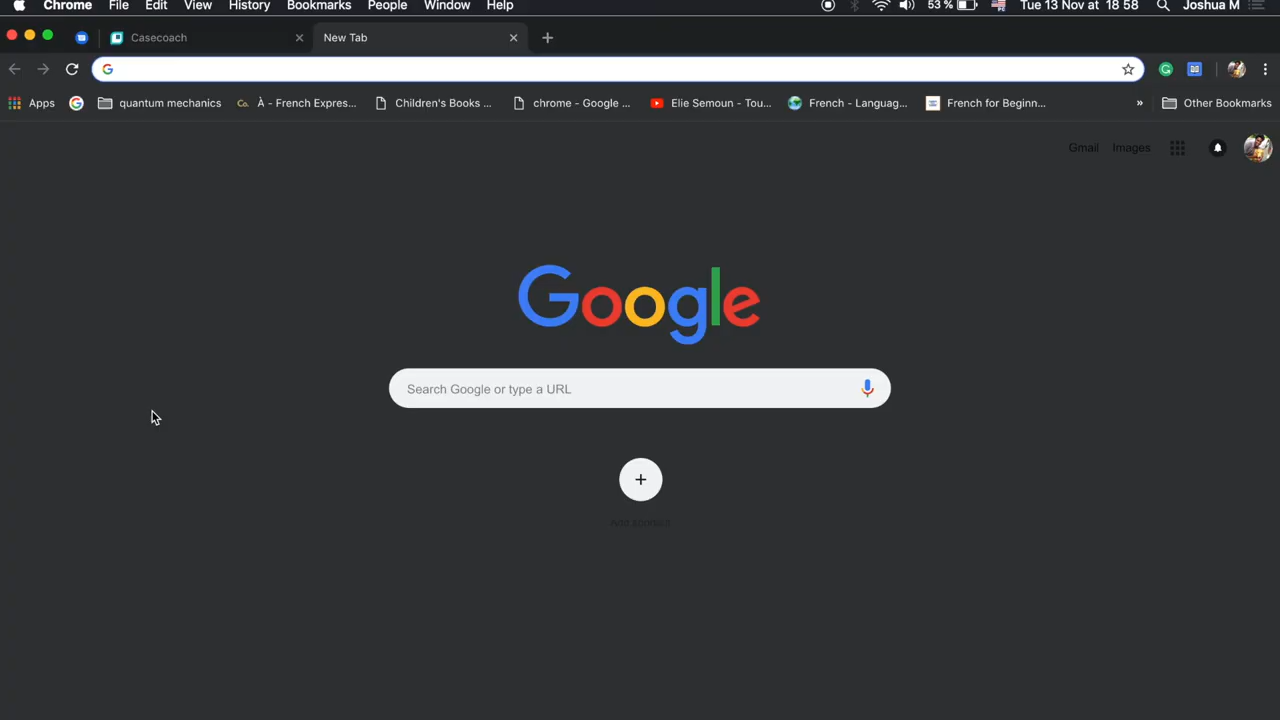 Chrome File Edit View History Bookmarks People Window Help 53 % Tue 13 Nov at 18 58 Joshua M
Casecoach New Tab
Apps quantum mechanics À - French Expres... Children's Books ... chrome - Google ... Elie Semoun - Tou... French - Languag... French for Beginn... » Other Bookmarks
Gmail Images
Google
Search Google or type a URL